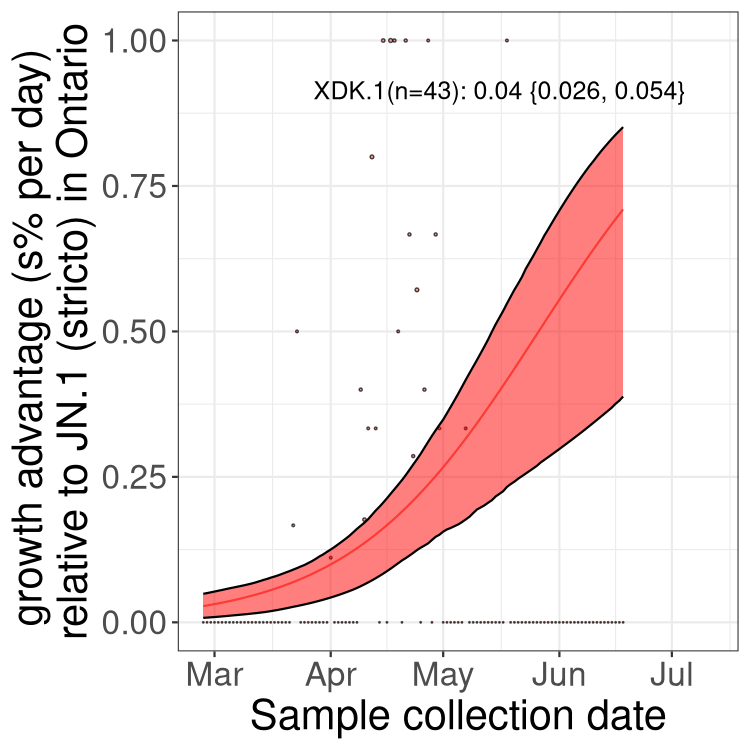 growth advantage (s% per day)
relative to JN.1 (stricto) in Ontario
1.00
0.75
0.50
0.25
0.00
XDK.1(n=43): 0.04 {0.026, 0.054}
Mar Apr May Jun Jul
Sample collection date